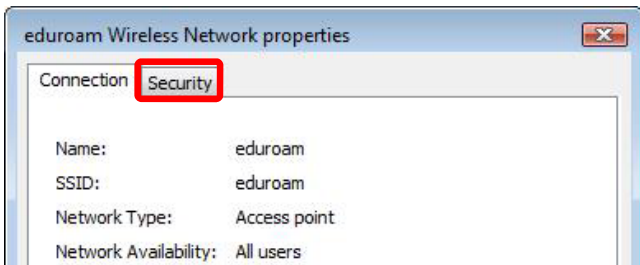 eduroam Wireless Network properties
Connection Security
Name: eduroam
SSID: eduroam
Network Type: Access point
Network Availability: All users